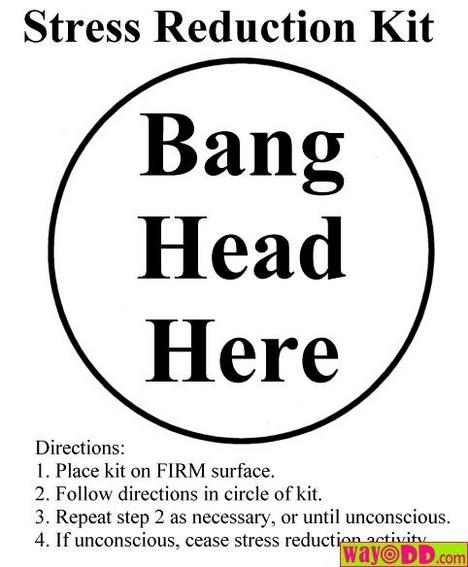 Stress Reduction Kit
Bang
Head
Here
Directions:
1. Place kit on FIRM surface.
2. Follow directions in circle of kit.
3. Repeat step 2 as necessary, or until unconscious.
4. If unconscious, cease stress reduction activity
wayODD.com